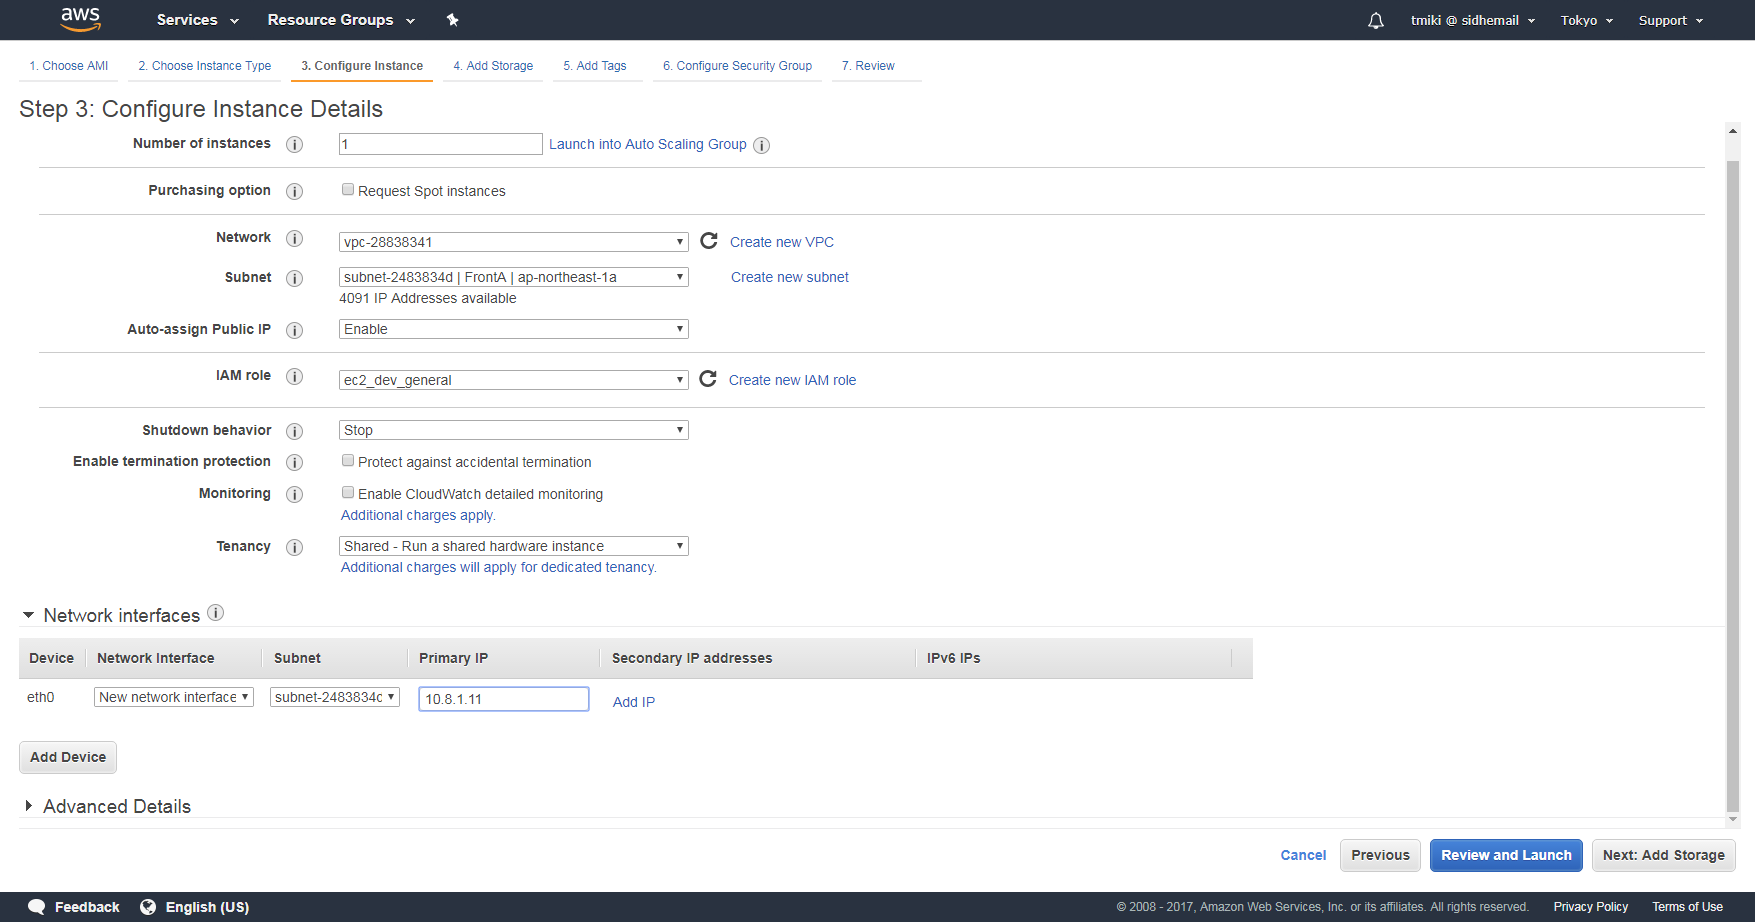 aws Services Resource Groups tmiki @ sidhemail Tokyo Support
1. Choose AMI 2. Choose Instance Type 3. Configure Instance 4. Add Storage 5. Add Tags 6. Configure Security Group 7. Review
Step 3: Configure Instance Details
Number of instances i 1 Launch into Auto Scaling Group i
Purchasing option i Request Spot instances
Network i vpc-28838341 Create new VPC
Subnet i subnet-2483834d | FrontA | ap-northeast-1a Create new subnet
4091 IP Addresses available
Auto-assign Public IP i Enable
IAM role i ec2_dev_general Create new IAM role
Shutdown behavior i Stop
Enable termination protection i Protect against accidental termination
Monitoring i Enable CloudWatch detailed monitoring
Additional charges apply.
Tenancy i Shared - Run a shared hardware instance
Additional charges will apply for dedicated tenancy.
Network interfaces i
Device Network Interface Subnet Primary IP Secondary IP addresses IPv6 IPs
eth0 New network interface subnet-2483834d 10.8.1.11 Add IP
Add Device
Advanced Details
Cancel Previous Review and Launch Next: Add Storage
Feedback English (US) © 2008 - 2017, Amazon Web Services, Inc. or its affiliates. All rights reserved. Privacy Policy Terms of Use